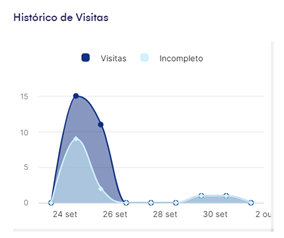 Histórico de Visitas
Visitas Incompleto
15
10
5
0
24 set 26 set 28 set 30 set 2 ou